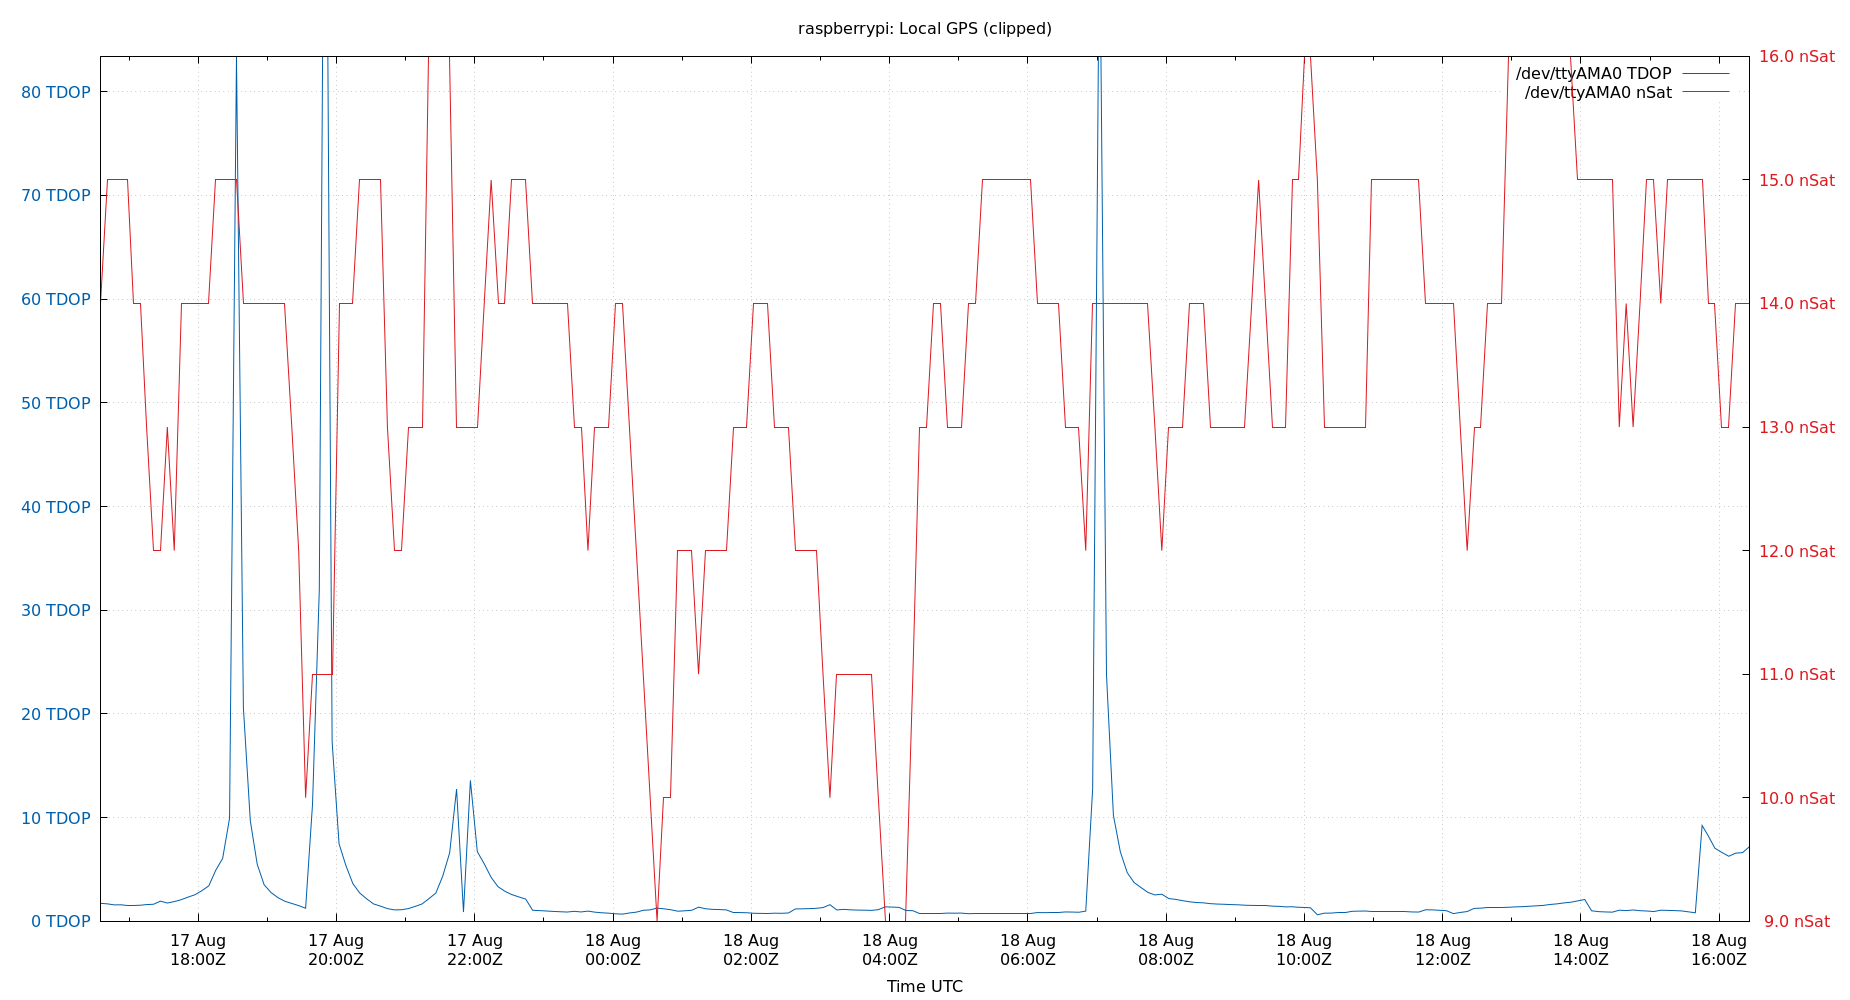 raspberrypi: Local GPS (clipped)
/dev/ttyAMA0 TDOP
/dev/ttyAMA0 nSat
80 TDOP
70 TDOP
60 TDOP
50 TDOP
40 TDOP
30 TDOP
20 TDOP
10 TDOP
0 TDOP
16.0 nSat
15.0 nSat
14.0 nSat
13.0 nSat
12.0 nSat
11.0 nSat
10.0 nSat
9.0 nSat
17 Aug
18:00Z
17 Aug
20:00Z
17 Aug
22:00Z
18 Aug
00:00Z
18 Aug
02:00Z
18 Aug
04:00Z
18 Aug
06:00Z
18 Aug
08:00Z
18 Aug
10:00Z
18 Aug
12:00Z
18 Aug
14:00Z
18 Aug
16:00Z
Time UTC